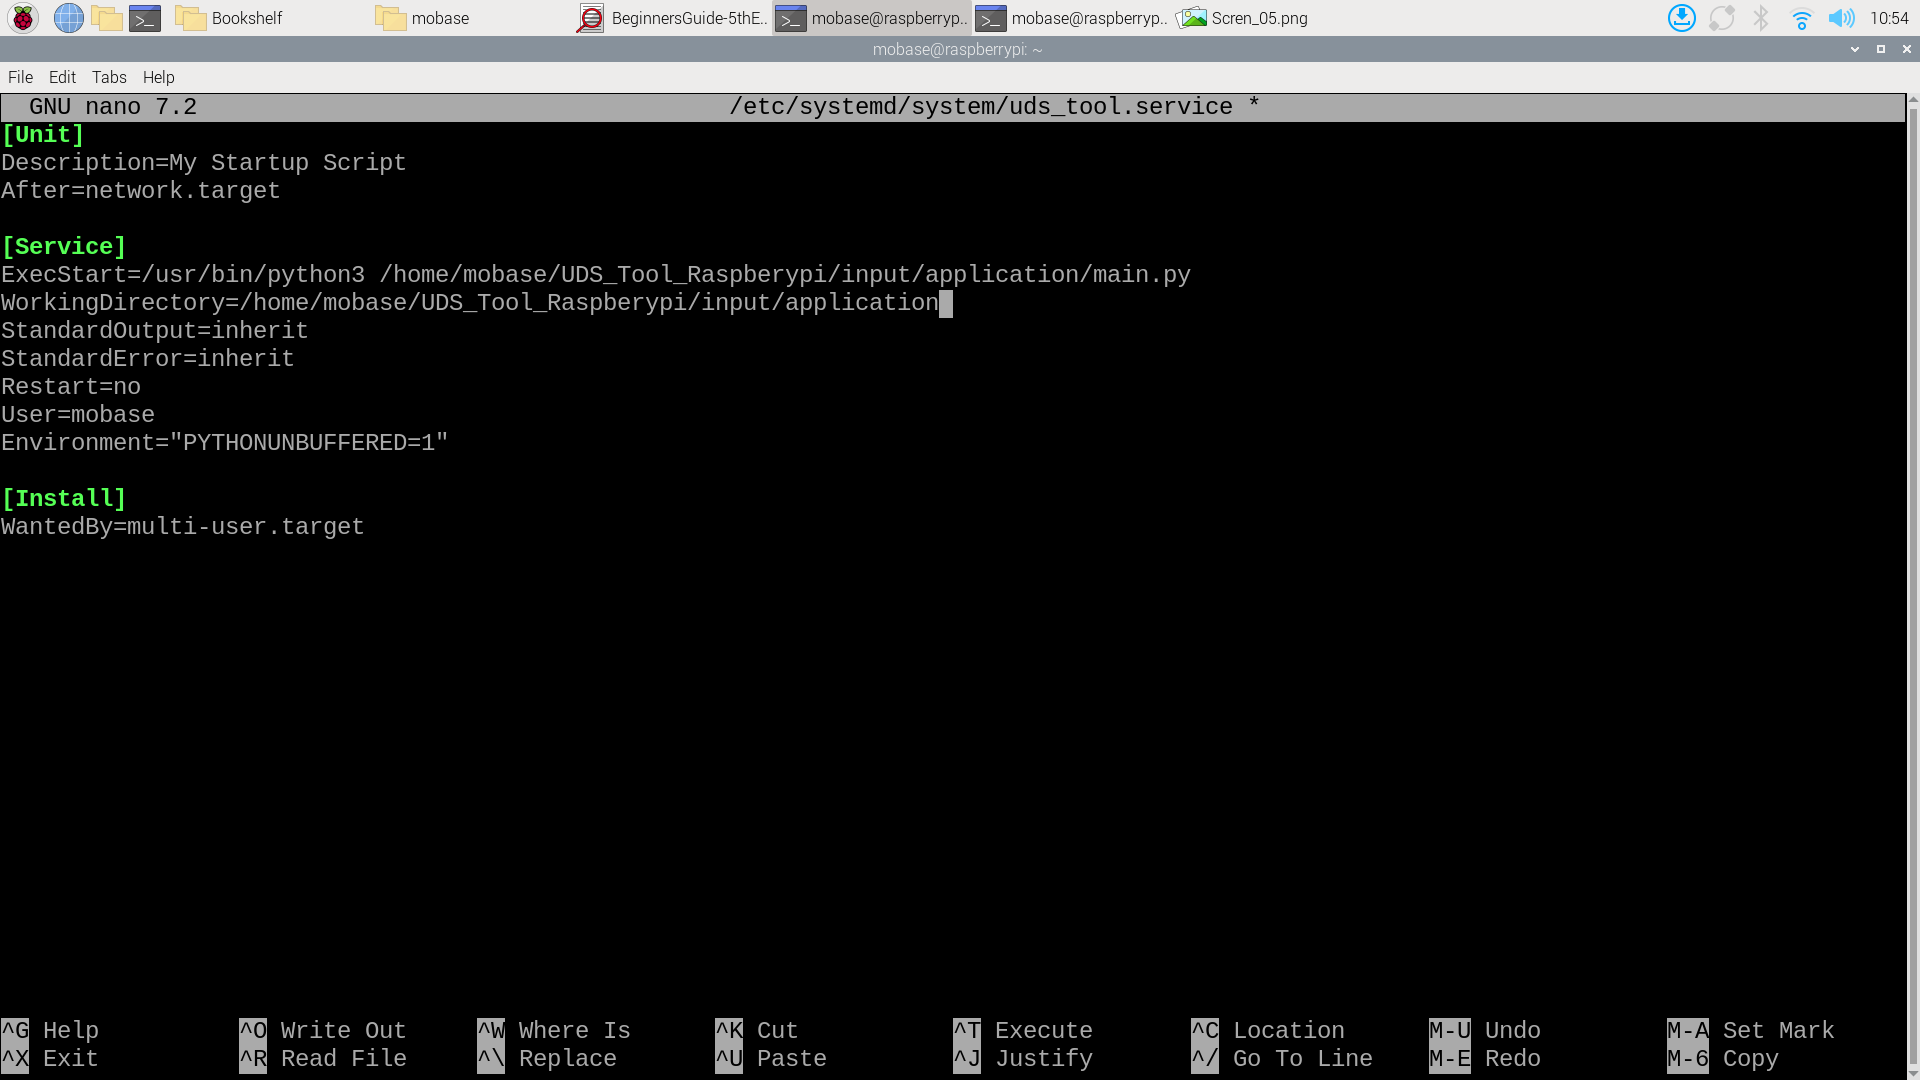 Bookshelf
mobase
BeginnersGuide-5thE..
mobase@raspberryp..
mobase@raspberryp..
Scren_05.png
10:54
mobase@raspberrypi: ~
File Edit Tabs Help
GNU nano 7.2 /etc/systemd/system/uds_tool.service *
[Unit]
Description=My Startup Script
After=network.target
[Service]
ExecStart=/usr/bin/python3 /home/mobase/UDS_Tool_Raspberypi/input/application/main.py
WorkingDirectory=/home/mobase/UDS_Tool_Raspberypi/input/application
StandardOutput=inherit
StandardError=inherit
Restart=no
User=mobase
Environment="PYTHONUNBUFFERED=1"
[Install]
WantedBy=multi-user.target
^G Help ^O Write Out ^W Where Is ^K Cut ^T Execute ^C Location M-U Undo M-A Set Mark
^X Exit ^R Read File ^\ Replace ^U Paste ^J Justify ^/ Go To Line M-E Redo M-6 Copy